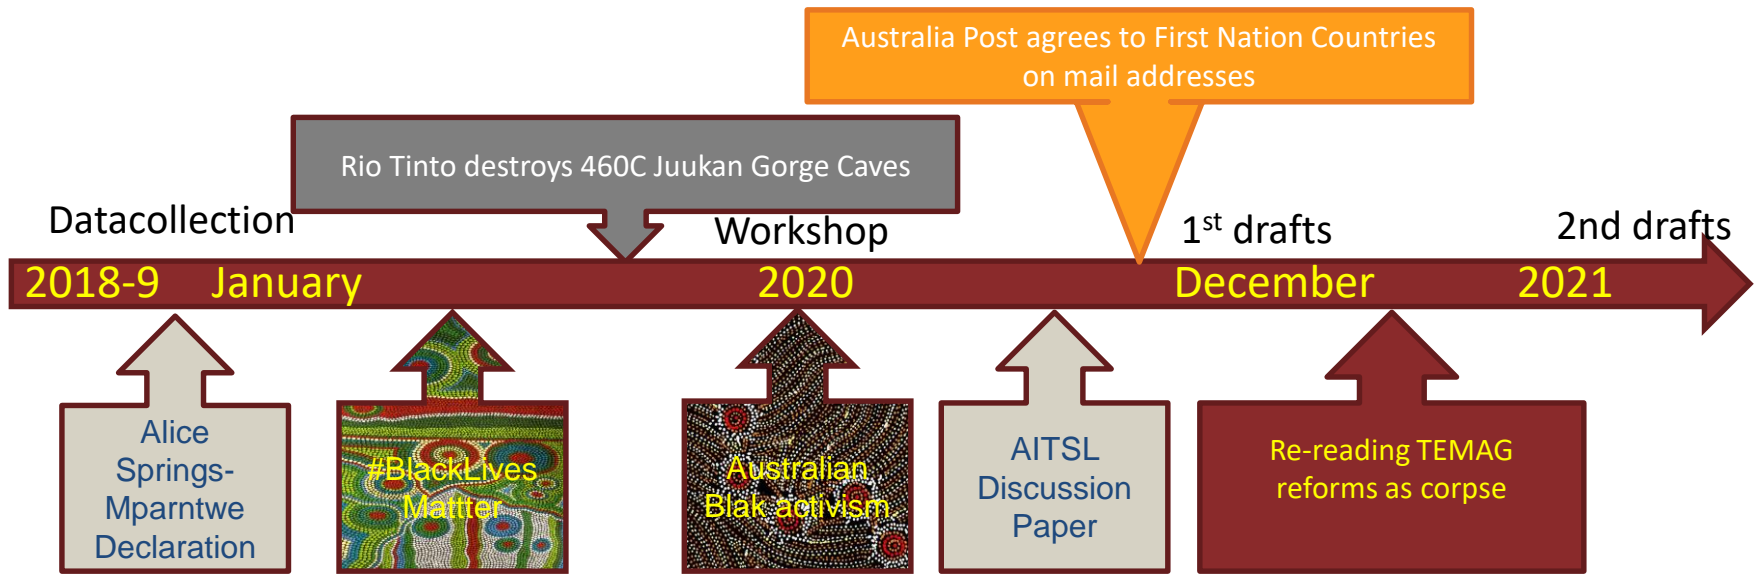 Australia Post agrees to First Nation Countries
on mail addresses
Rio Tinto destroys 460C Juukan Gorge Caves
Datacollection
Workshop
1st drafts
2nd drafts
2018-9 January 2020 December 2021
Alice
Springs-
Mparntwe
Declaration
#BlackLives
Mattter
Australian
Blak activism.
AITSL
Discussion
Paper
Re-reading TEMAG
reforms as corpse